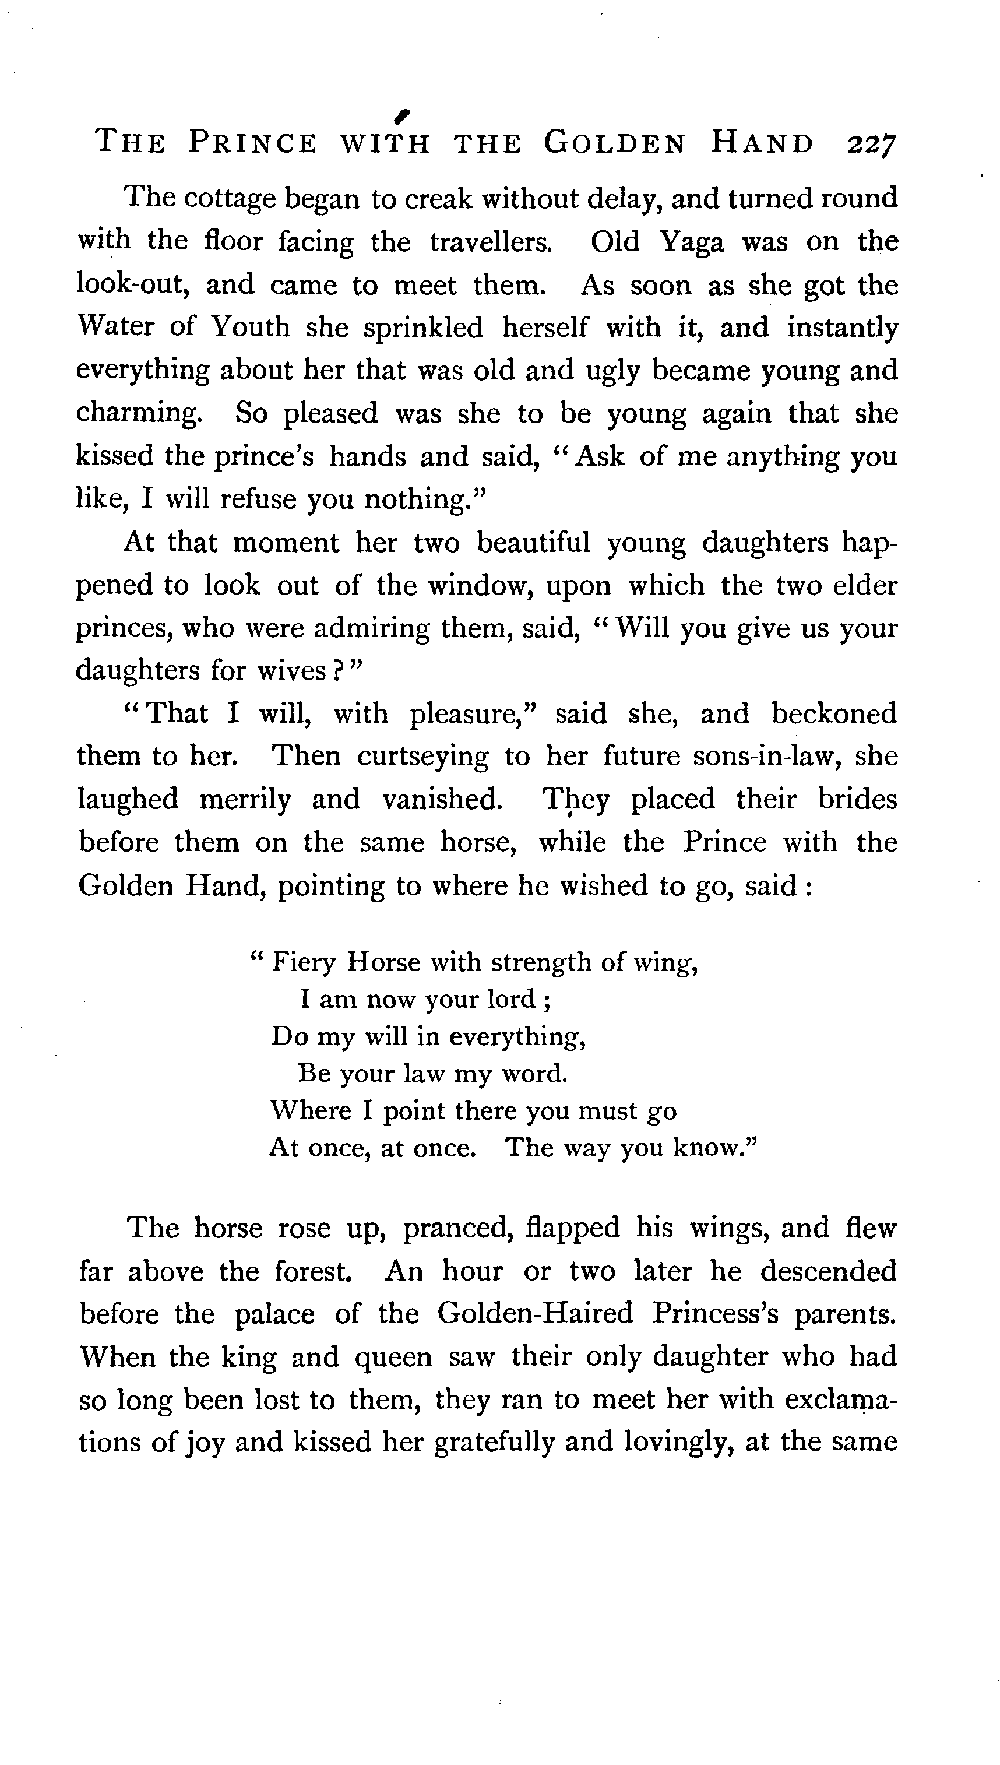 THE PRINCE WITH THE GOLDEN HAND 227
The cottage began to creak without delay, and turned round
with the floor facing the travellers. Old Yaga was on the
look-out, and came to meet them. As soon as she got the
Water of Youth she sprinkled herself with it, and instantly
everything about her that was old and ugly became young and
charming. So pleased was she to be young again that she
kissed the prince's hands and said, "Ask of me anything you
like, I will refuse you nothing."
At that moment her two beautiful young daughters hap-
pened to look out of the window, upon which the two elder
princes, who were admiring them, said, "Will you give us your
daughters for wives?"
"That I will, with pleasure," said she, and beckoned
them to her. Then curtseying to her future sons-in-law, she
laughed merrily and vanished. They placed their brides
before them on the same horse, while the Prince with the
Golden Hand, pointing to where he wished to go, said:
"Fiery Horse with strength of wing,
I am now your lord;
Do my will in everything,
Be your law my word.
Where I point there you must go
At once, at once. The way you know."
The horse rose up, pranced, flapped his wings, and flew
far above the forest. An hour or two later he descended
before the palace of the Golden-Haired Princess's parents.
When the king and queen saw their only daughter who had
so long been lost to them, they ran to meet her with exclama-
tions of joy and kissed her gratefully and lovingly, at the same